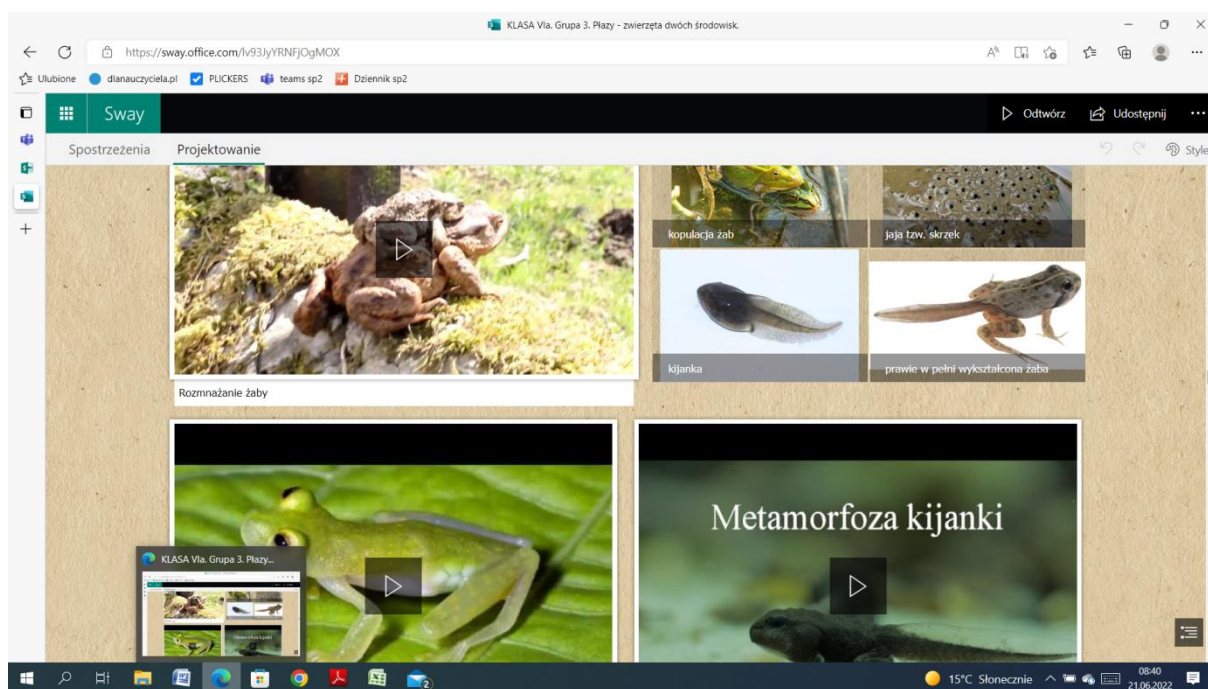 KLASA VIa. Grupa 3. Płazy - zwierzęta dwóch środowisk.
https://sway.office.com/lv93JyYRNFjOgMOX
Ulubione
dlanauczyciela.pl
PLICKERS
teams sp2
Dziennik sp2
Sway
Odtwórz
Udostępnij
Spostrzeżenia
Projektowanie
Style
kopulacja żab
jaja tzw. skrzek
kijanka
prawie w pełni wykształcona żaba
Rozmnażanie żaby
Metamorfoza kijanki
KLASA VIa. Grupa 3. Płazy...
15°C Słonecznie
08:40
21.06.2022
2